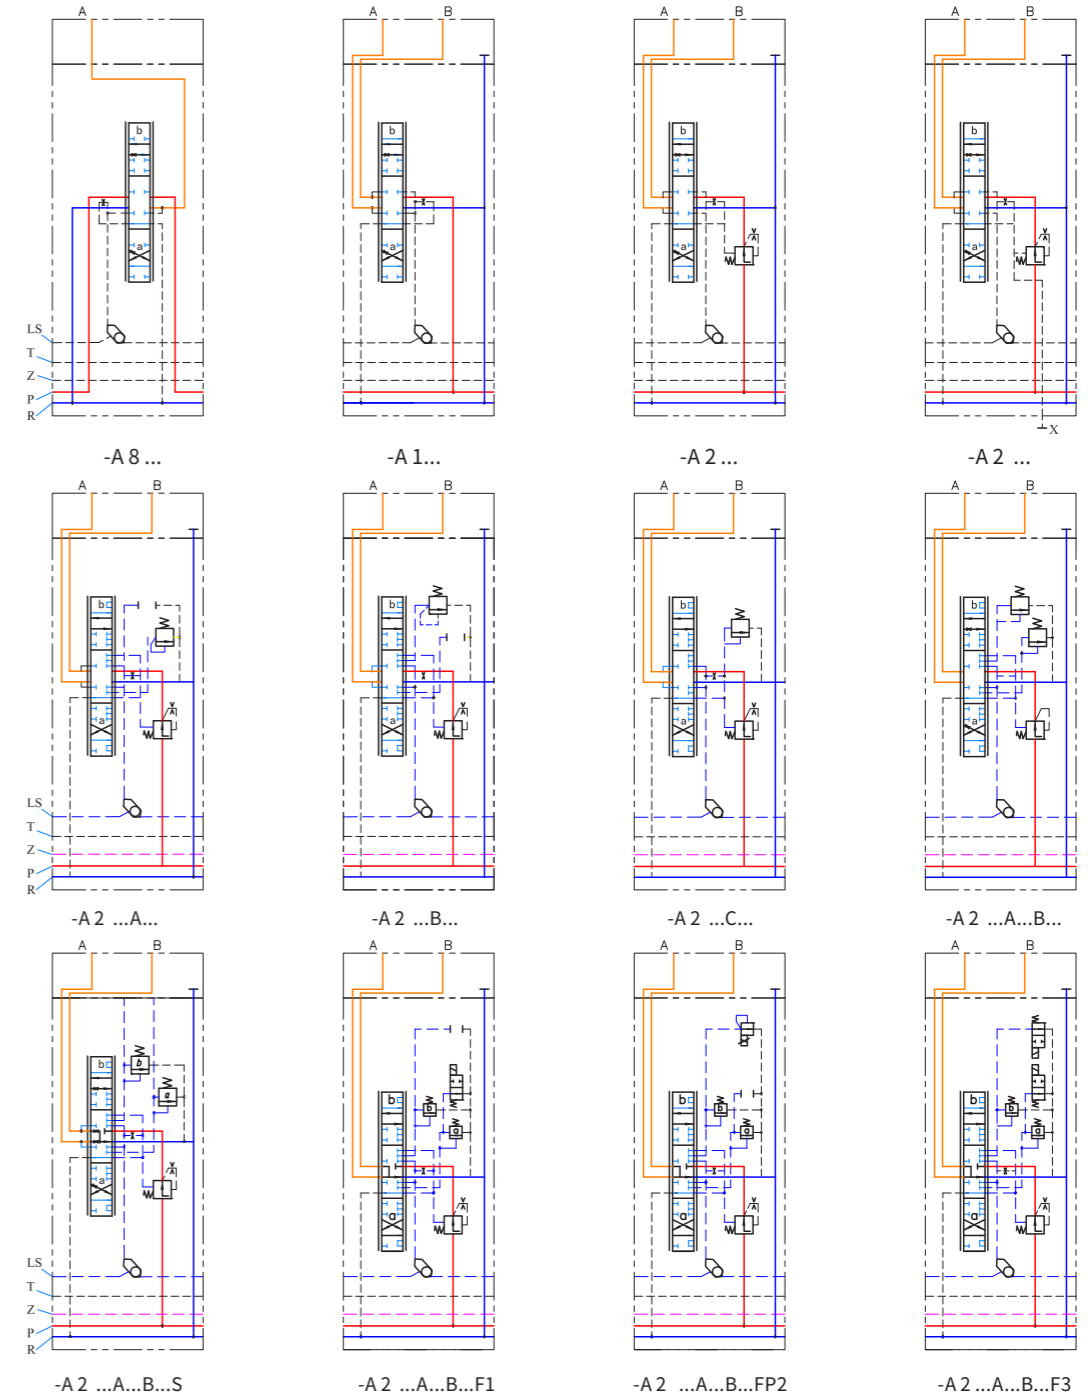 A A B A B A B
b b b b
a a a a
LS
T
Z
P
R
X
-A 8 ... -A 1... -A 2 ... -A 2 ...
A B A B A B A B
b b b b
a a a a
LS
T
Z
P
R
-A 2 ...A... -A 2 ...B... -A 2 ...C... -A 2 ...A...B...
A B A B A B A B
b b
a
b b b b b b
a a a
a a a a
LS
T
Z
P
R
-A 2 ...A...B...S -A 2 ...A...B...F1 -A 2 ...A...B...FP2 -A 2 ...A...B...F3